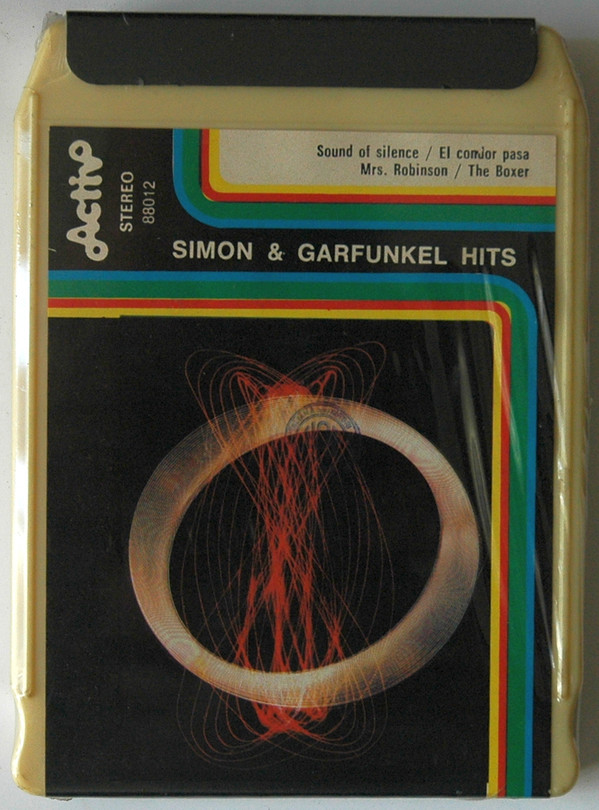 Activo
STEREO
88012
Sound of silence / El condor pasa
Mrs. Robinson / The Boxer
SIMON & GARFUNKEL HITS